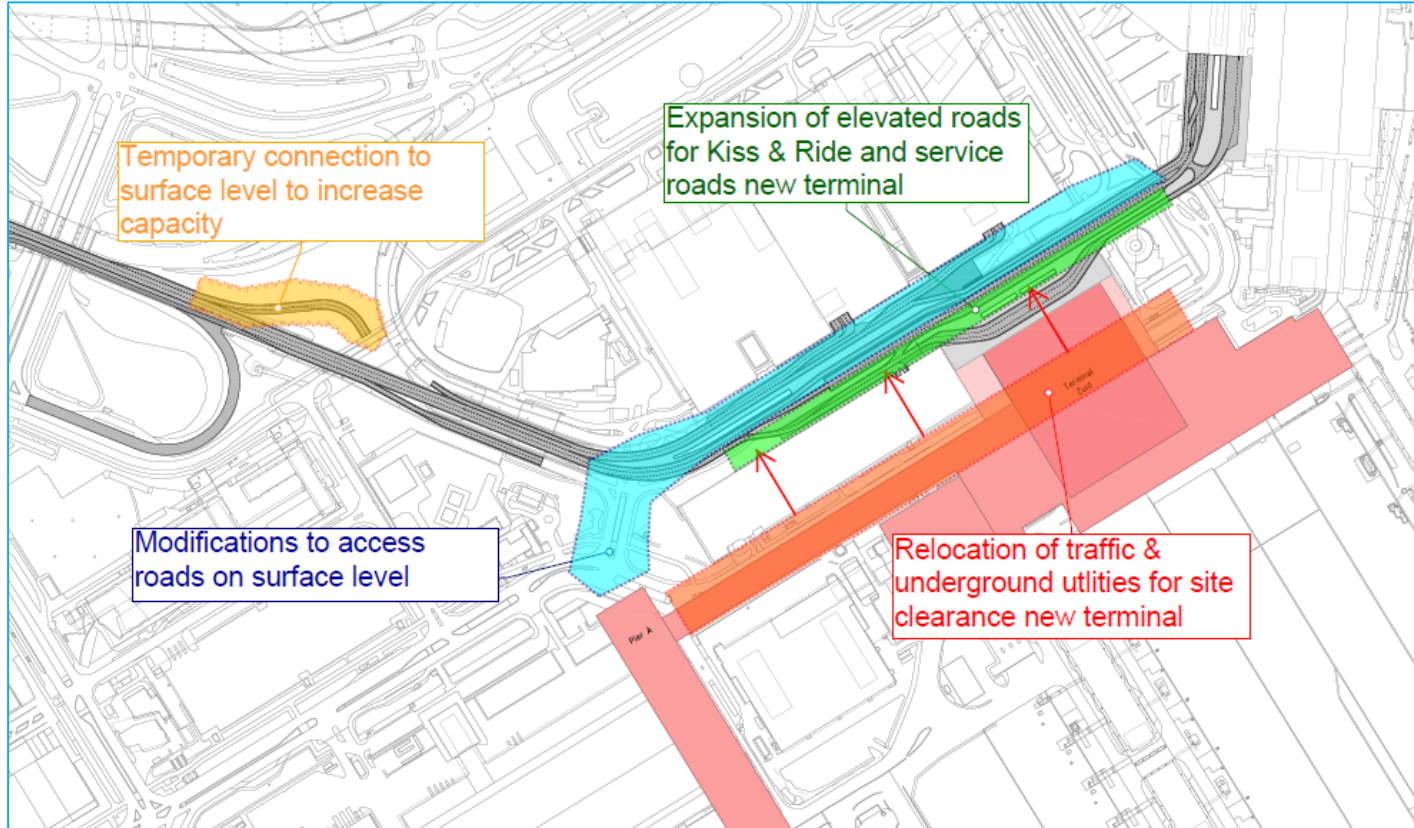 Expansion of elevated roads
for Kiss & Ride and service
roads new terminal
Temporary connection to
surface level to increase
capacity
Terminal
Zuid
Modifications to access
roads on surface level
Relocation of traffic &
underground utlities for site
clearance new terminal
Pier A